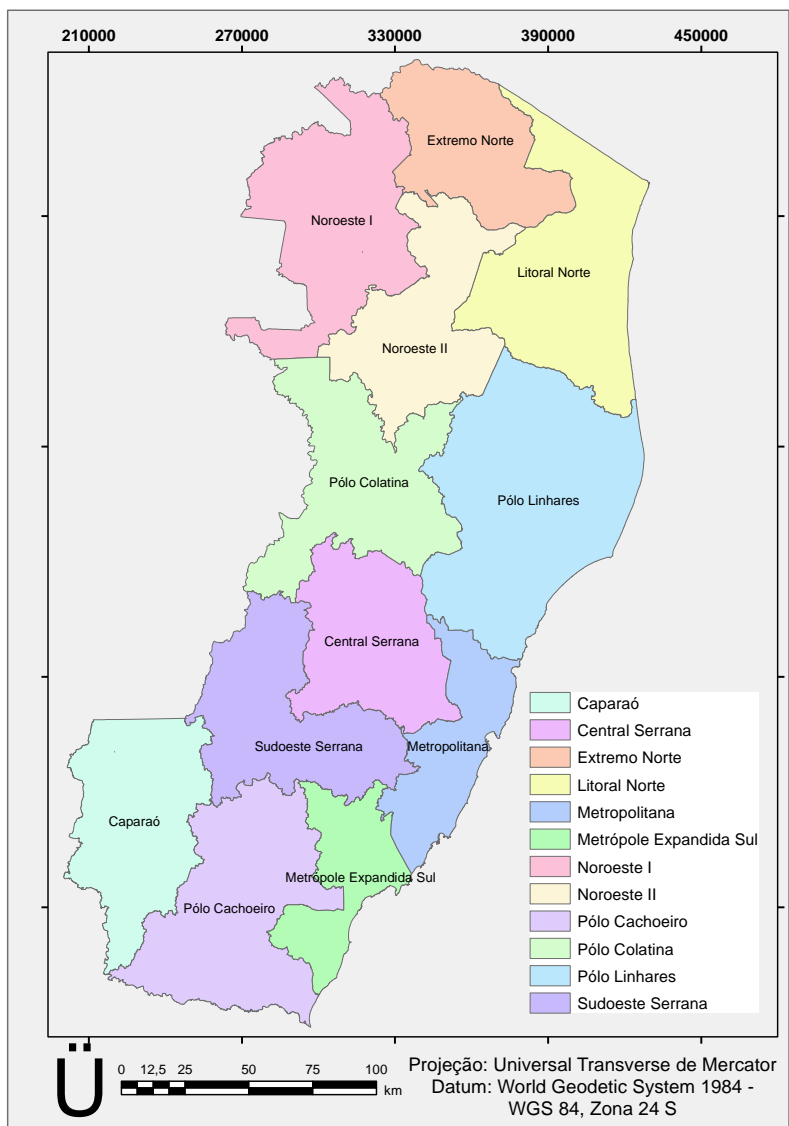 210000 270000 330000 390000 450000
Extremo Norte
Noroeste I
Litoral Norte
Noroeste II
Pólo Colatina
Pólo Linhares
Central Serrana
Sudoeste Serrana
Metropolitana
Caparaó
Metrópole Expandida Sul
Pólo Cachoeiro
Caparaó
Central Serrana
Extremo Norte
Litoral Norte
Metropolitana
Metrópole Expandida Sul
Noroeste I
Noroeste II
Pólo Cachoeiro
Pólo Colatina
Pólo Linhares
Sudoeste Serrana
Ü
0 12,5 25 50 75 100
km
Projeção: Universal Transverse de Mercator
Datum: World Geodetic System 1984 -
WGS 84, Zona 24 S